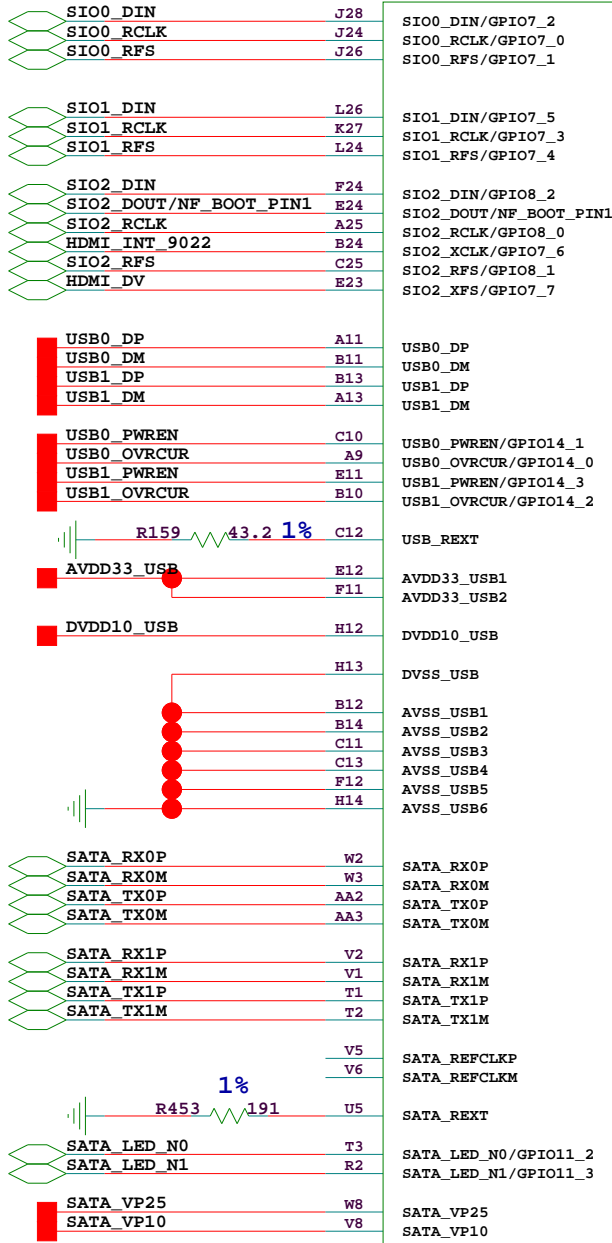 SIO0_DIN J28 SIO0_DIN/GPIO7_2
SIO0_RCLK J24 SIO0_RCLK/GPIO7_0
SIO0_RFS J26 SIO0_RFS/GPIO7_1
SIO1_DIN L26 SIO1_DIN/GPIO7_5
SIO1_RCLK K27 SIO1_RCLK/GPIO7_3
SIO1_RFS L24 SIO1_RFS/GPIO7_4
SIO2_DIN F24 SIO2_DIN/GPIO8_2
SIO2_DOUT/NF_BOOT_PIN1 E24 SIO2_DOUT/NF_BOOT_PIN1
SIO2_RCLK A25 SIO2_RCLK/GPIO8_0
HDMI_INT_9022 B24 SIO2_XCLK/GPIO7_6
SIO2_RFS C25 SIO2_RFS/GPIO8_1
HDMI_DV E23 SIO2_XFS/GPIO7_7
USB0_DP A11 USB0_DP
USB0_DM B11 USB0_DM
USB1_DP B13 USB1_DP
USB1_DM A13 USB1_DM
USB0_PWREN C10 USB0_PWREN/GPIO14_1
USB0_OVRCUR A9 USB0_OVRCUR/GPIO14_0
USB1_PWREN E11 USB1_PWREN/GPIO14_3
USB1_OVRCUR B10 USB1_OVRCUR/GPIO14_2
R159 43.2 1% C12 USB_REXT
AVDD33_USB E12 AVDD33_USB1
F11 AVDD33_USB2
DVDD10_USB H12 DVDD10_USB
H13 DVSS_USB
B12 AVSS_USB1
B14 AVSS_USB2
C11 AVSS_USB3
C13 AVSS_USB4
F12 AVSS_USB5
H14 AVSS_USB6
SATA_RX0P W2 SATA_RX0P
SATA_RX0M W3 SATA_RX0M
SATA_TX0P AA2 SATA_TX0P
SATA_TX0M AA3 SATA_TX0M
SATA_RX1P V2 SATA_RX1P
SATA_RX1M V1 SATA_RX1M
SATA_TX1P T1 SATA_TX1P
SATA_TX1M T2 SATA_TX1M
V5 SATA_REFCLKP
V6 SATA_REFCLKM
1%
R453 191 U5 SATA_REXT
SATA_LED_N0 T3 SATA_LED_N0/GPIO11_2
SATA_LED_N1 R2 SATA_LED_N1/GPIO11_3
SATA_VP25 W8 SATA_VP25
SATA_VP10 V8 SATA_VP10